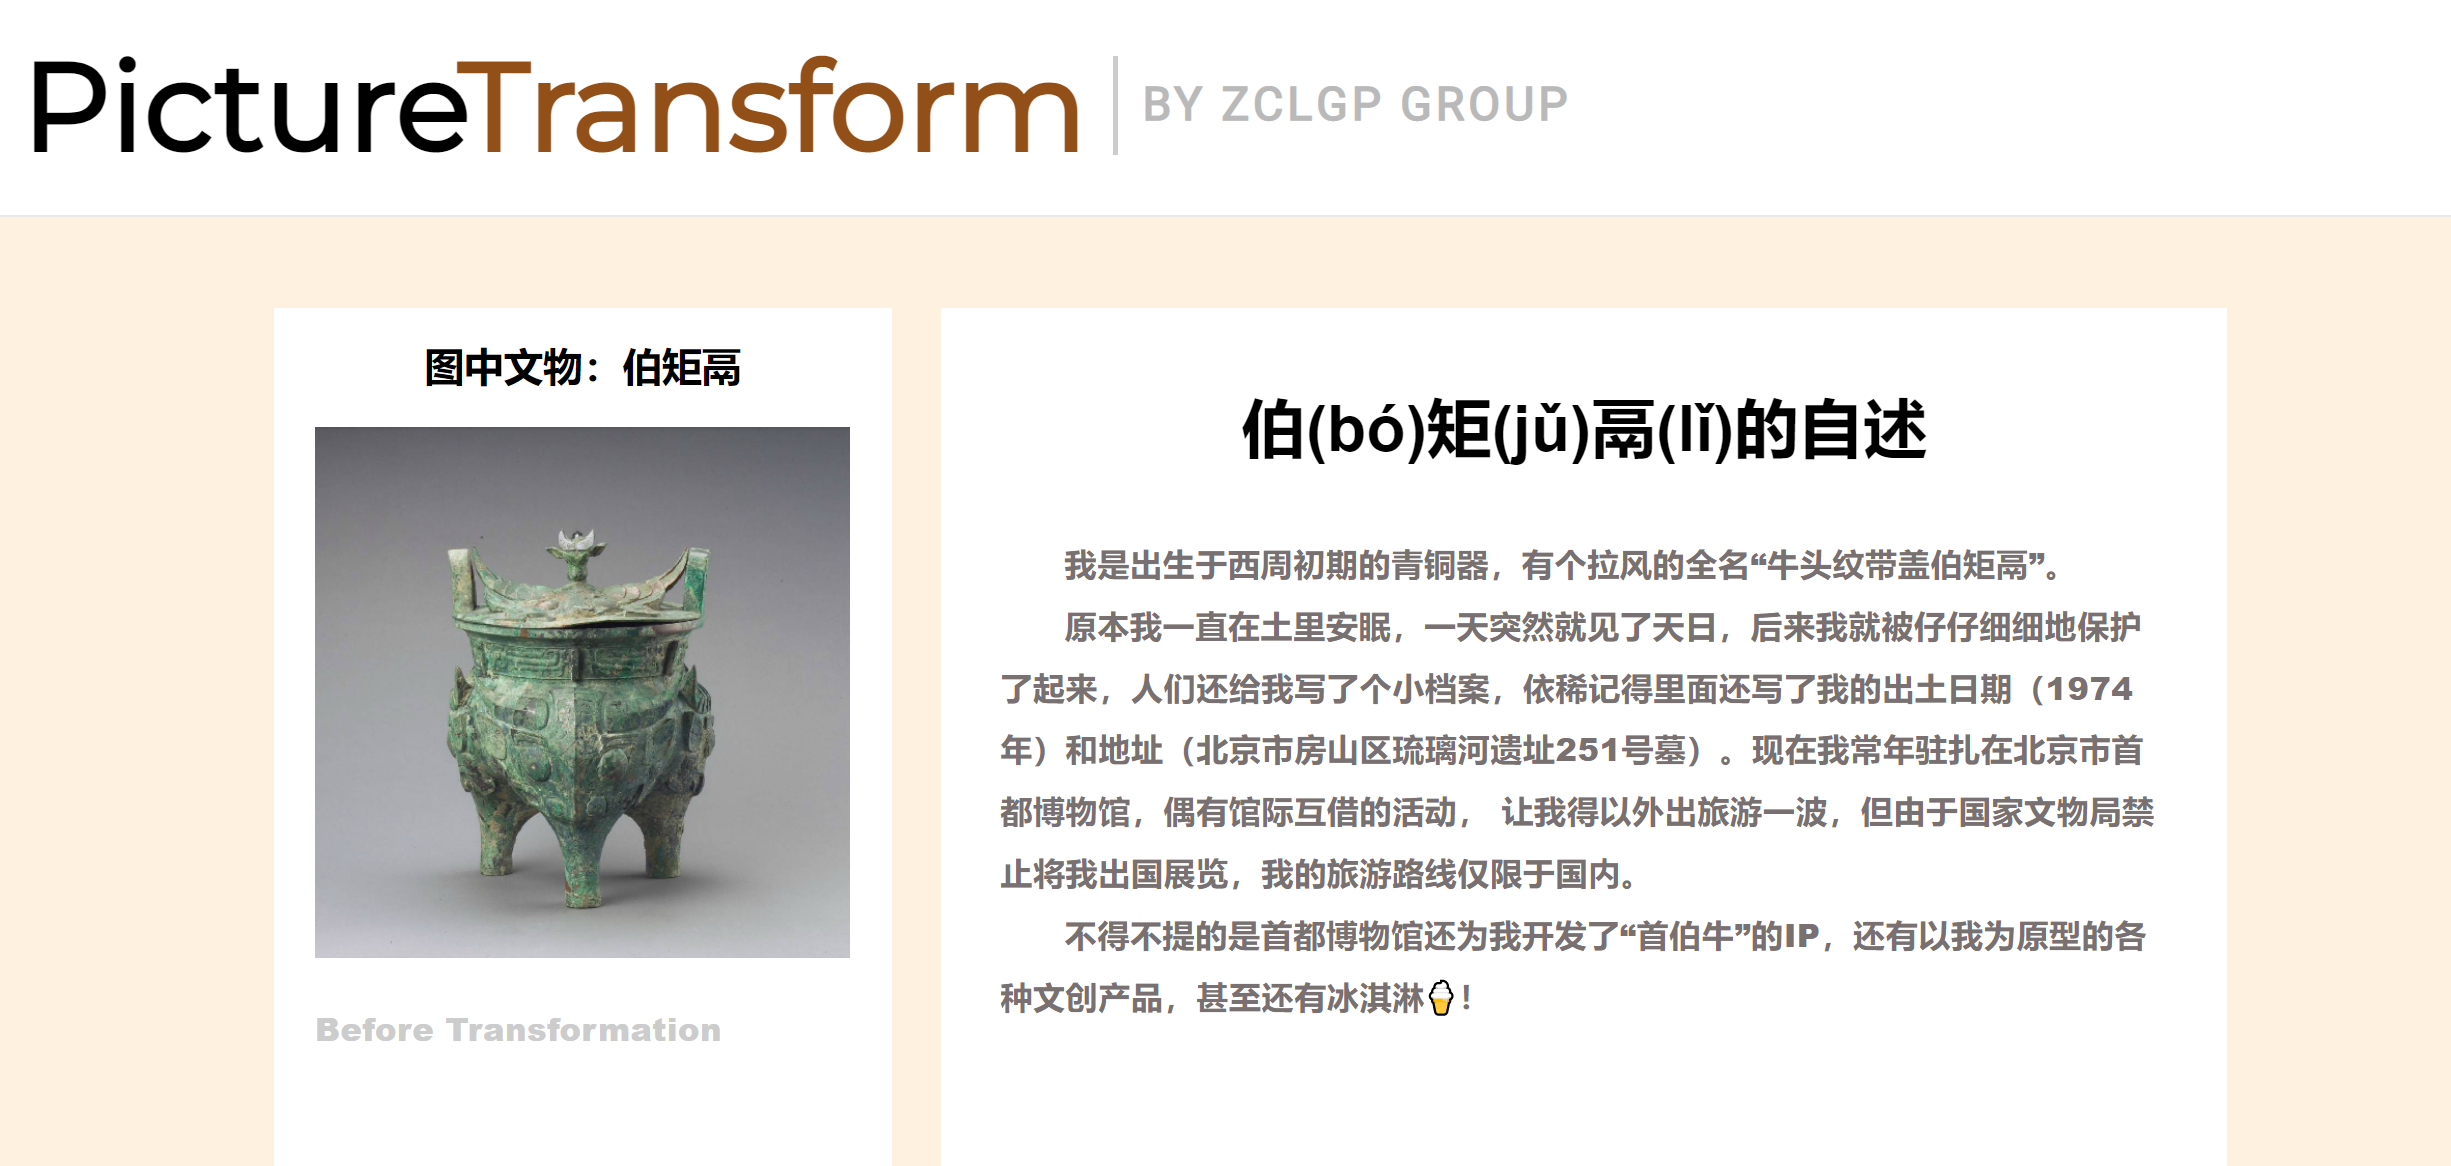 PictureTransform BY ZCLGP GROUP
图中文物：伯矩鬲
Before Transformation
伯(bó)矩(jǔ)鬲(lǐ)的自述
我是出生于西周初期的青铜器，有个拉风的全名“牛头纹带盖伯矩鬲”。
原本我一直在土里安眠，一天突然就见了天日，后来我就被仔仔细细地保护
了起来，人们还给我写了个小档案，依稀记得里面还写了我的出土日期（1974
年）和地址（北京市房山区琉璃河遗址251号墓）。现在我常年驻扎在北京市首
都博物馆，偶有馆际互借的活动， 让我得以外出旅游一波，但由于国家文物局禁
止将我出国展览，我的旅游路线仅限于国内。
不得不提的是首都博物馆还为我开发了“首伯牛”的IP，还有以我为原型的各
种文创产品，甚至还有冰淇淋🍦！